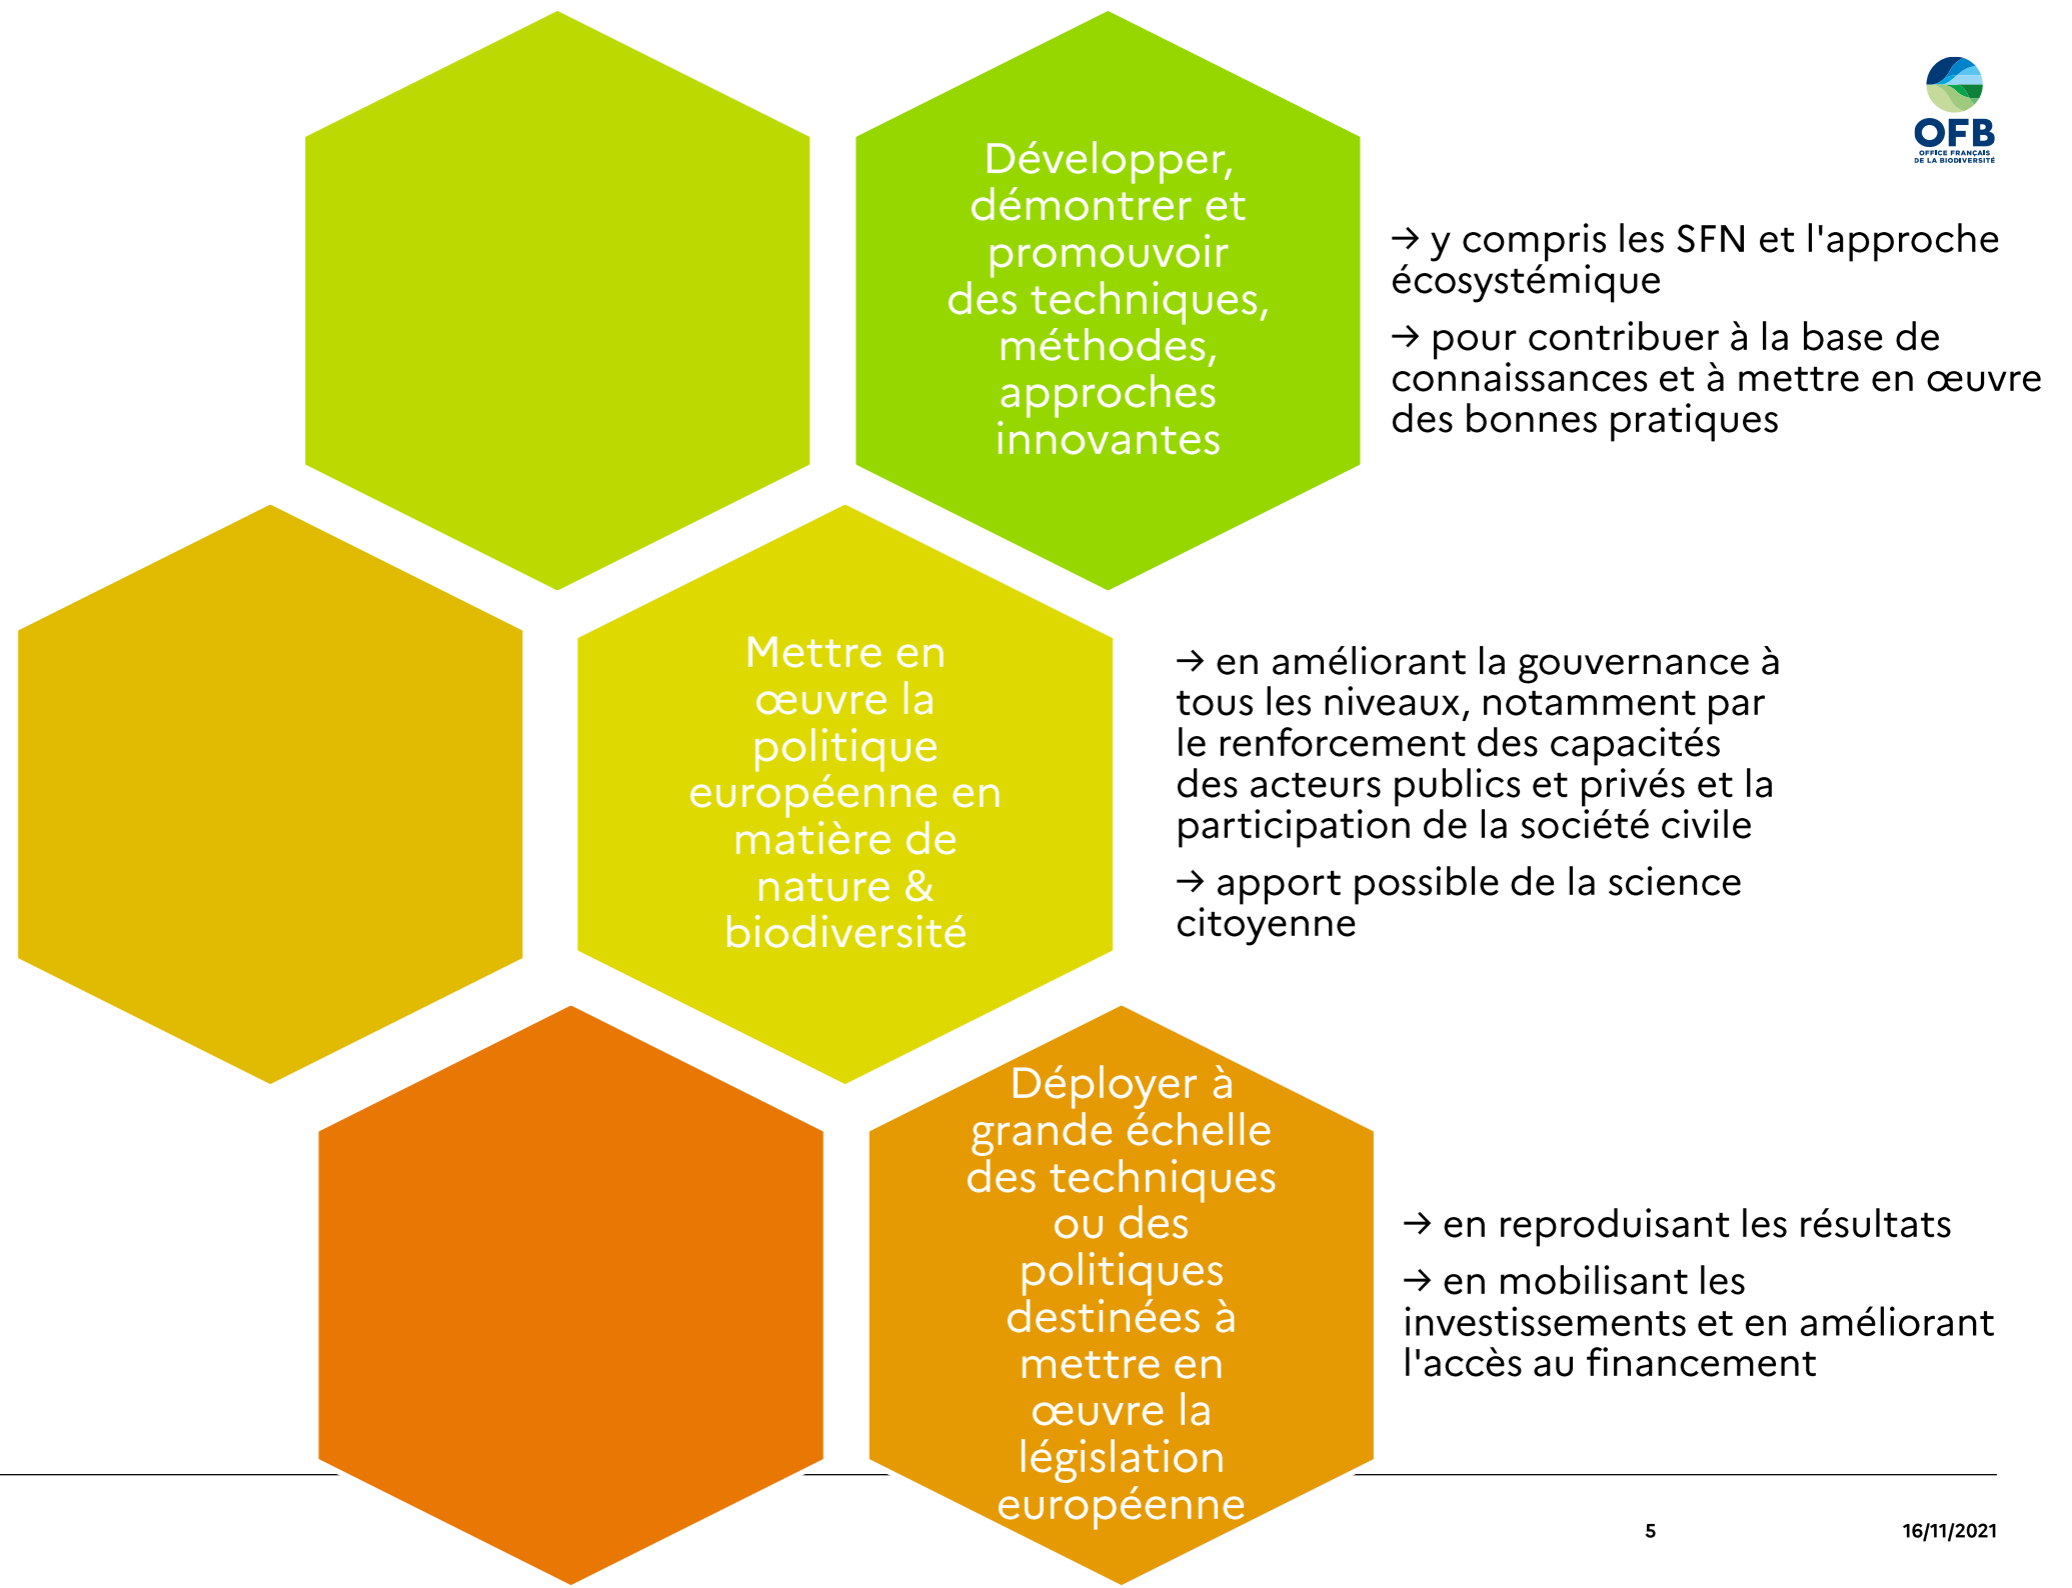 OFB
OFFICE FRANÇAIS
DE LA BIODIVERSITÉ
Développer,
démontrer et
promouvoir
des techniques,
méthodes,
approches
innovantes
→ y compris les SFN et l'approche
écosystémique
→ pour contribuer à la base de
connaissances et à mettre en œuvre
des bonnes pratiques
Mettre en
œuvre la
politique
européenne en
matière de
nature &
biodiversité
→ en améliorant la gouvernance à
tous les niveaux, notamment par
le renforcement des capacités
des acteurs publics et privés et la
participation de la société civile
→ apport possible de la science
citoyenne
Déployer à
grande échelle
des techniques
ou des
politiques
destinées à
mettre en
œuvre la
législation
européenne
→ en reproduisant les résultats
→ en mobilisant les
investissements et en améliorant
l'accès au financement
5
16/11/2021